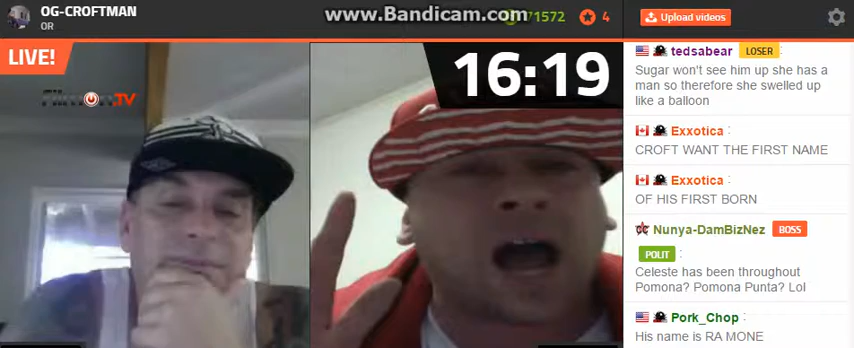 OG-CROFTMAN
OR
www.Bandicam.com
71572
4
Upload videos
LIVE!
FilmOn.TV
16:19
tedsabear LOSER :
Sugar won't see him up she has a
man so therefore she swelled up
like a balloon
Exxotica :
CROFT WANT THE FIRST NAME
Exxotica :
OF HIS FIRST BORN
Nunya-DamBizNez BOSS
POLIT :
Celeste has been throughout
Pomona? Pomona Punta? Lol
Pork_Chop :
His name is RA MONE